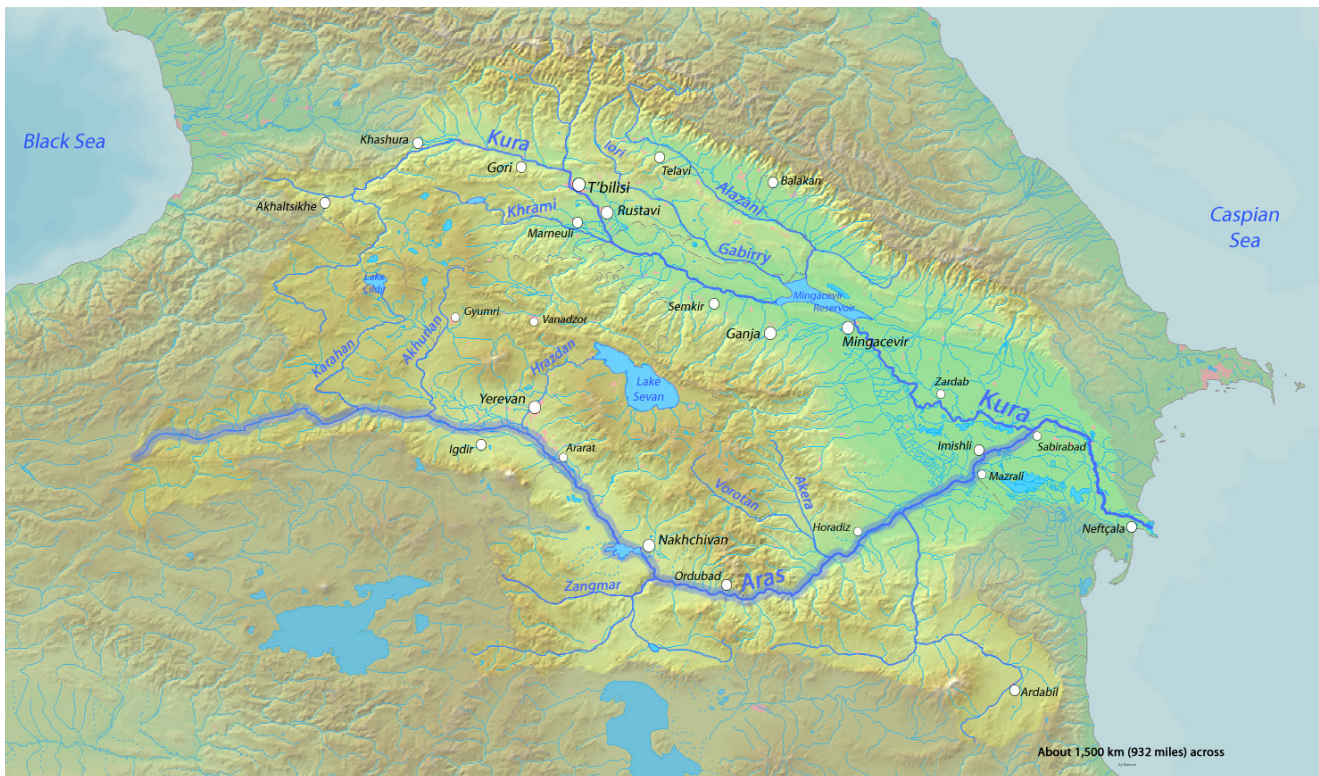 Black Sea
Khashura
Kura
Gori
Iori
Telavi
T'bilisi
Balakan
Alazani
Akhaltsikhe
Khrami
Rustavi
Marneuli
Caspian
Sea
Gabirry
Lake
Çıldır
Mingacevir
Reservoir
Semkir
Gyumri
Vanadzor
Ganja
Mingacevir
Karahan
Akhurian
Hrazdan
Lake
Sevan
Zardab
Yerevan
Kura
Igdir
Ararat
Imishli
Sabirabad
Mazrali
Vorotan
Akera
Horadiz
Neftçala
Nakhchivan
Zangmar
Ordubad
Aras
Ardabil
About 1,500 km (932 miles) across